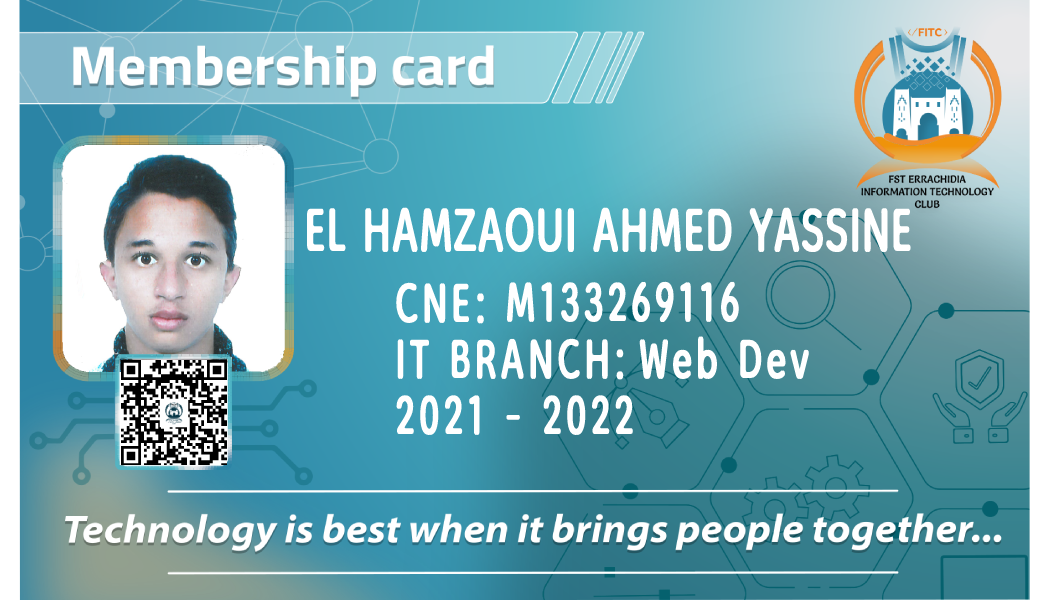 Membership card
</FITC>
FST ERRACHIDIA
INFORMATION TECHNOLOGY
CLUB
EL HAMZAOUI AHMED YASSINE
CNE: M133269116
IT BRANCH: Web Dev
2021 - 2022
Technology is best when it brings people together...